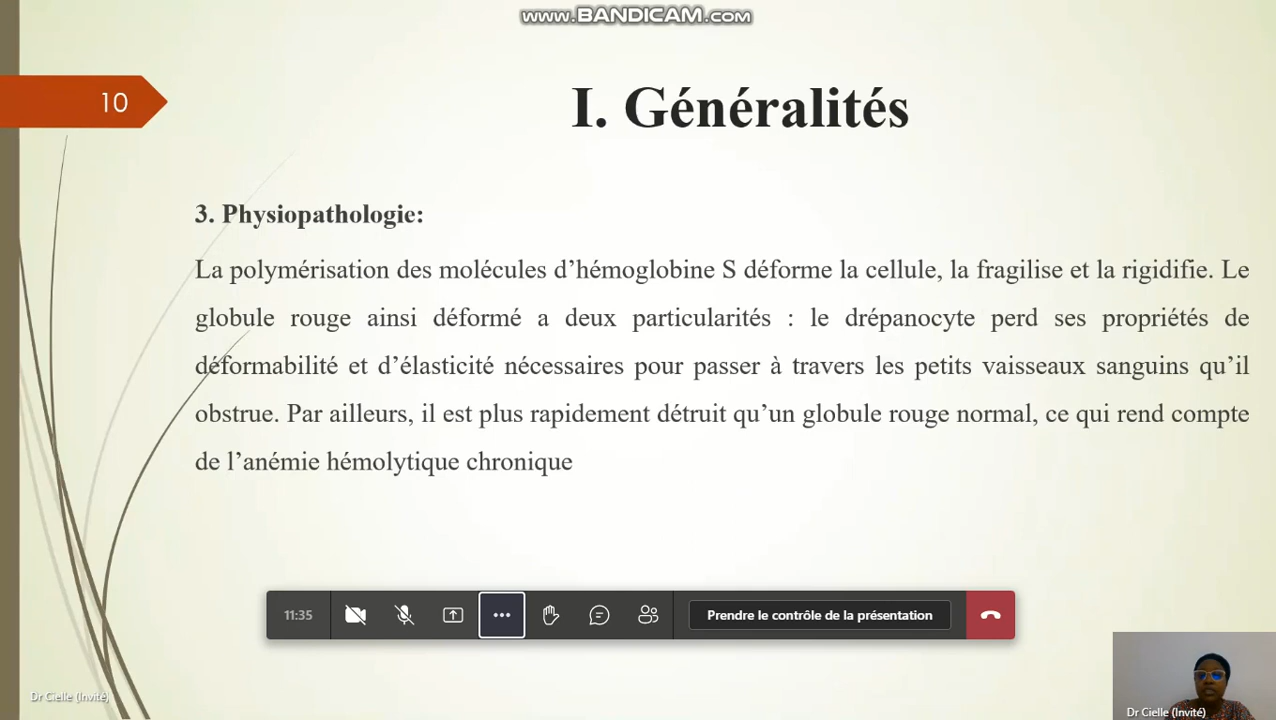 www.BANDICAM.com
10
I. Généralités
3. Physiopathologie:
La polymérisation des molécules d’hémoglobine S déforme la cellule, la fragilise et la rigidifie. Le
globule rouge ainsi déformé a deux particularités : le drépanocyte perd ses propriétés de
déformabilité et d’élasticité nécessaires pour passer à travers les petits vaisseaux sanguins qu’il
obstrue. Par ailleurs, il est plus rapidement détruit qu’un globule rouge normal, ce qui rend compte
de l’anémie hémolytique chronique
11:35
Prendre le contrôle de la présentation
Dr Cielle (Invité)
Dr Cielle (Invité)